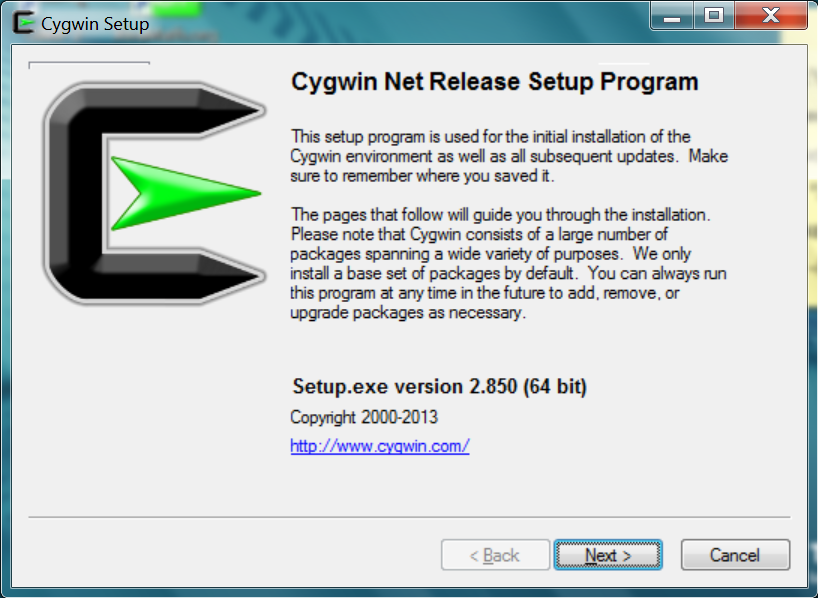 Cygwin Setup
Cygwin Net Release Setup Program
This setup program is used for the initial installation of the
Cygwin environment as well as all subsequent updates.  Make
sure to remember where you saved it.
The pages that follow will guide you through the installation.
Please note that Cygwin consists of a large number of
packages spanning a wide variety of purposes.  We only
install a base set of packages by default.  You can always run
this program at any time in the future to add, remove, or
upgrade packages as necessary.
Setup.exe version 2.850 (64 bit)
Copyright 2000-2013
http://www.cygwin.com/
< Back
Next >
Cancel